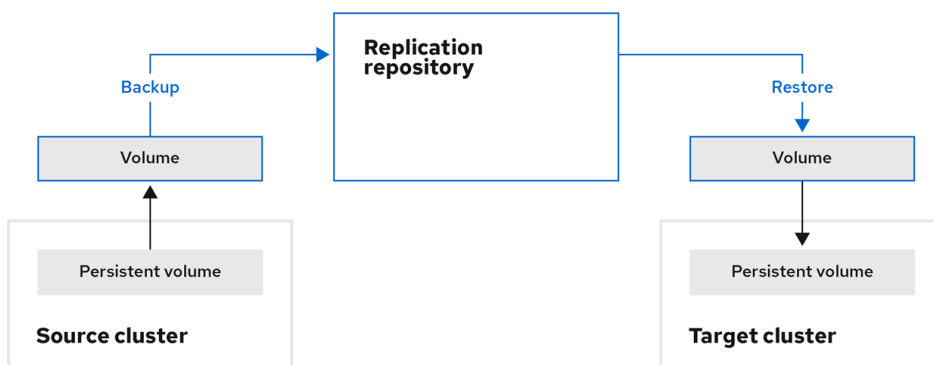 Replication
repository
Backup
Restore
Volume
Volume
Persistent volume
Persistent volume
Source cluster
Target cluster